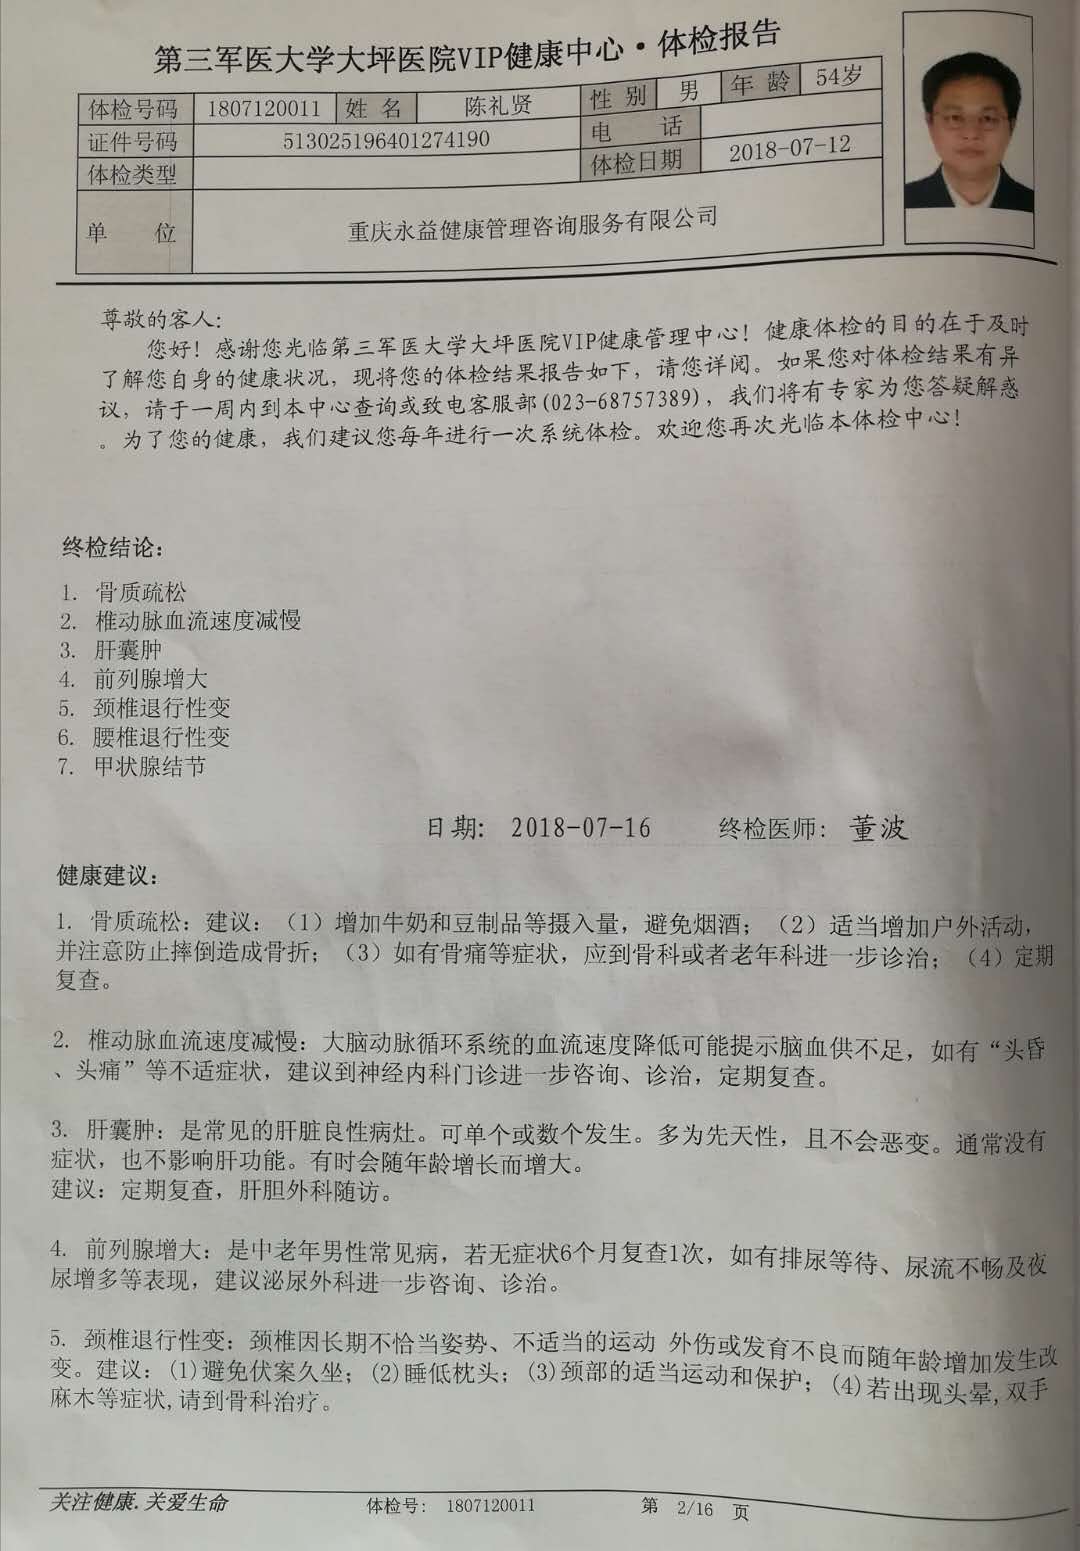 第三军医大学大坪医院VIP健康中心·体检报告
体检号码 1807120011 姓 名 陈礼贤 性 别 男 年 龄 54岁
证件号码 513025196401274190 电 话
体检类型 体检日期 2018-07-12
单 位 重庆永益健康管理咨询服务有限公司
尊敬的客人：
您好！感谢您光临第三军医大学大坪医院VIP健康管理中心！健康体检的目的在于及时
了解您自身的健康状况，现将您的体检结果报告如下，请您详阅。如果您对体检结果有异
议，请于一周内到本中心查询或致电客服部(023-68757389)，我们将有专家为您答疑解惑
。为了您的健康，我们建议您每年进行一次系统体检。欢迎您再次光临本体检中心！
终检结论：
1. 骨质疏松
2. 椎动脉血流速度减慢
3. 肝囊肿
4. 前列腺增大
5. 颈椎退行性变
6. 腰椎退行性变
7. 甲状腺结节
日期： 2018-07-16 终检医师： 董波
健康建议：
1. 骨质疏松：建议：（1）增加牛奶和豆制品等摄入量，避免烟酒；（2）适当增加户外活动，
并注意防止摔倒造成骨折；（3）如有骨痛等症状，应到骨科或者老年科进一步诊治；（4）定期
复查。
2. 椎动脉血流速度减慢：大脑动脉循环系统的血流速度降低可能提示脑血供不足，如有“头昏
、头痛”等不适症状，建议到神经内科门诊进一步咨询、诊治，定期复查。
3. 肝囊肿：是常见的肝脏良性病灶。可单个或数个发生。多为先天性，且不会恶变。通常没有
症状，也不影响肝功能。有时会随年龄增长而增大。
建议：定期复查，肝胆外科随访。
4. 前列腺增大：是中老年男性常见病，若无症状6个月复查1次，如有排尿等待、尿流不畅及夜
尿增多等表现，建议泌尿外科进一步咨询、诊治。
5. 颈椎退行性变：颈椎因长期不恰当姿势、不适当的运动 外伤或发育不良而随年龄增加发生改
变。建议：(1)避免伏案久坐；(2)睡低枕头；(3)颈部的适当运动和保护；(4)若出现头晕,双手
麻木等症状,请到骨科治疗。
关注健康.关爱生命 体检号： 1807120011 第 2/16 页